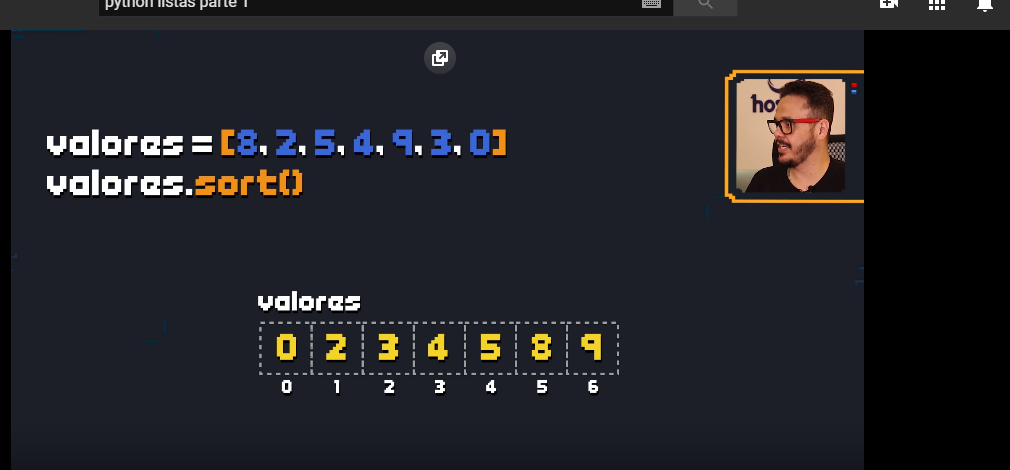 python listas parte 1
valores = [8, 2, 5, 4, 9, 3, 0]
valores.sort()
valores
0 2 3 4 5 8 9
0 1 2 3 4 5 6